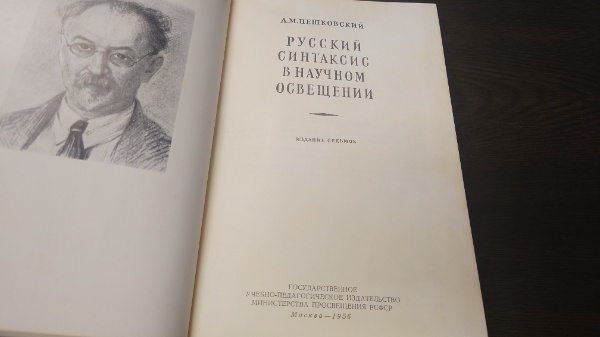 А.М.ПЕШКОВСКИЙ
РУССКИЙ
СИНТАКСИС
В НАУЧНОМ
ОСВЕЩЕНИИ
ИЗДАНИЕ СЕДЬМОЕ
ГОСУДАРСТВЕННОЕ
УЧЕБНО-ПЕДАГОГИЧЕСКОЕ ИЗДАТЕЛЬСТВО
МИНИСТЕРСТВА ПРОСВЕЩЕНИЯ РСФСР
Москва—1956